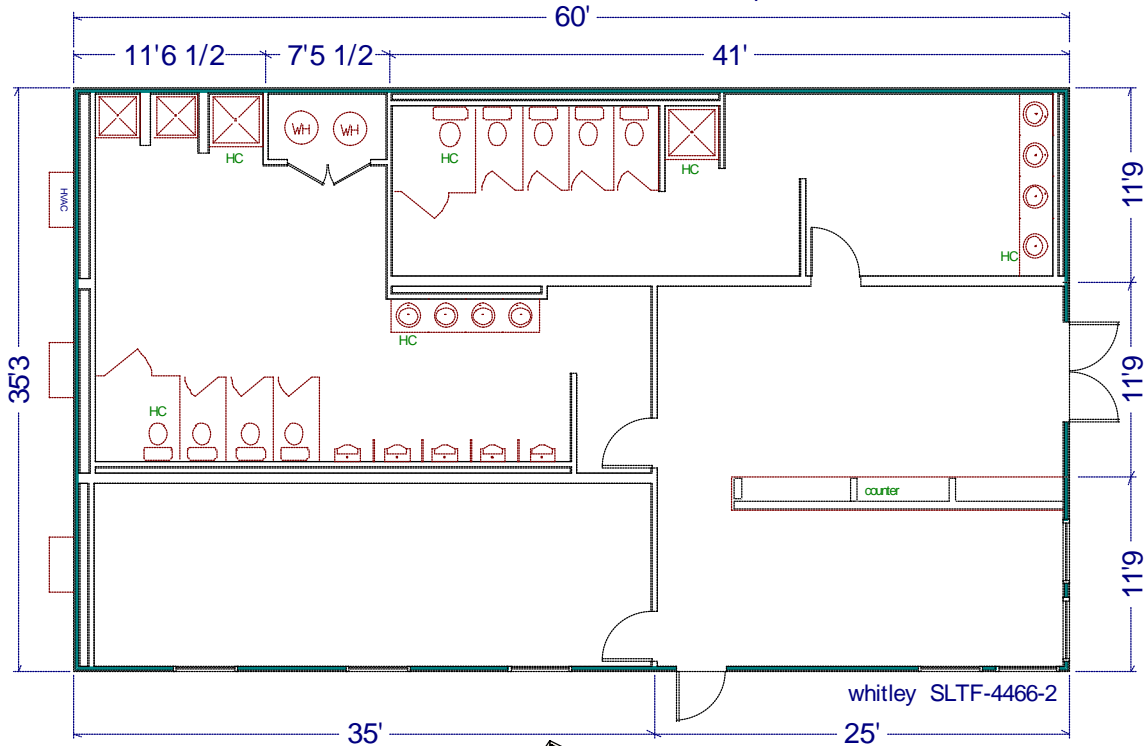 60'
11'6 1/2
7'5 1/2
41'
WH
WH
HC
HC
HC
HVAC
11'9
HC
HC
35'3
11'9
HC
counter
11'9
whitley SLTF-4466-2
35'
25'